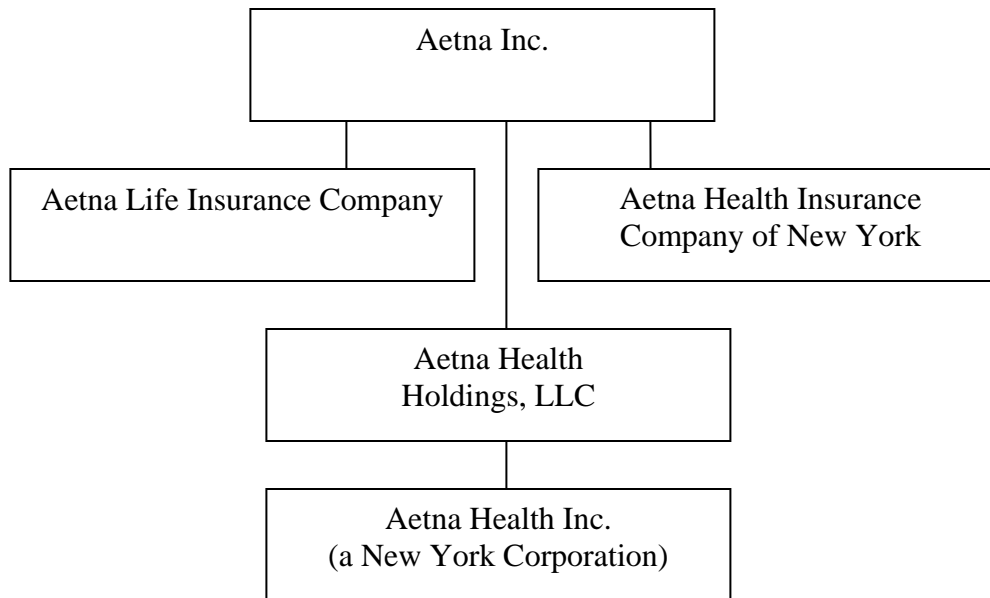 Aetna Inc.
Aetna Life Insurance Company
Aetna Health Insurance
Company of New York
Aetna Health
Holdings, LLC
Aetna Health Inc.
(a New York Corporation)